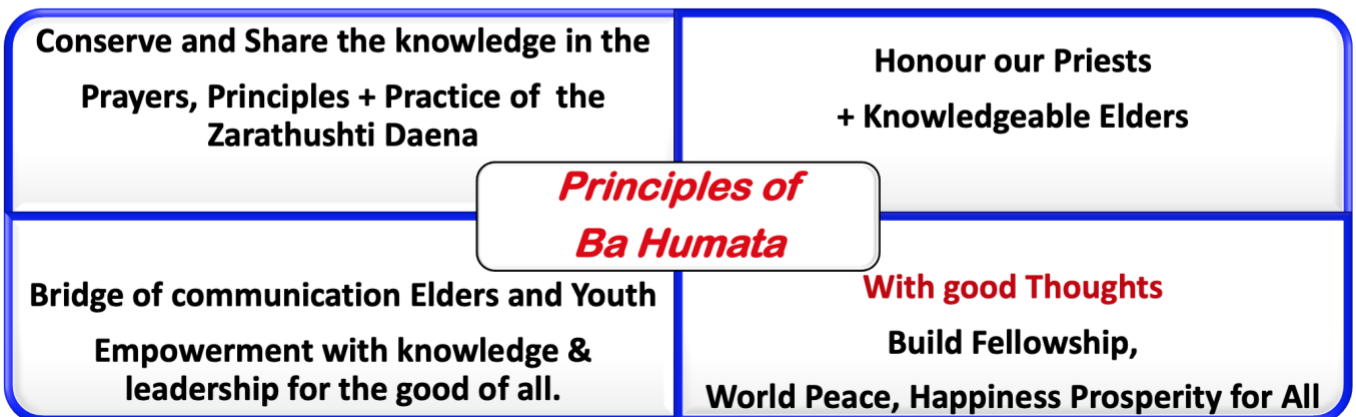 Conserve and Share the knowledge in the
Prayers, Principles + Practice of the
Zarathushti Daena
Honour our Priests
+ Knowledgeable Elders
Principles of
Ba Humata
Bridge of communication Elders and Youth
Empowerment with knowledge &
leadership for the good of all.
With good Thoughts
Build Fellowship,
World Peace, Happiness Prosperity for All